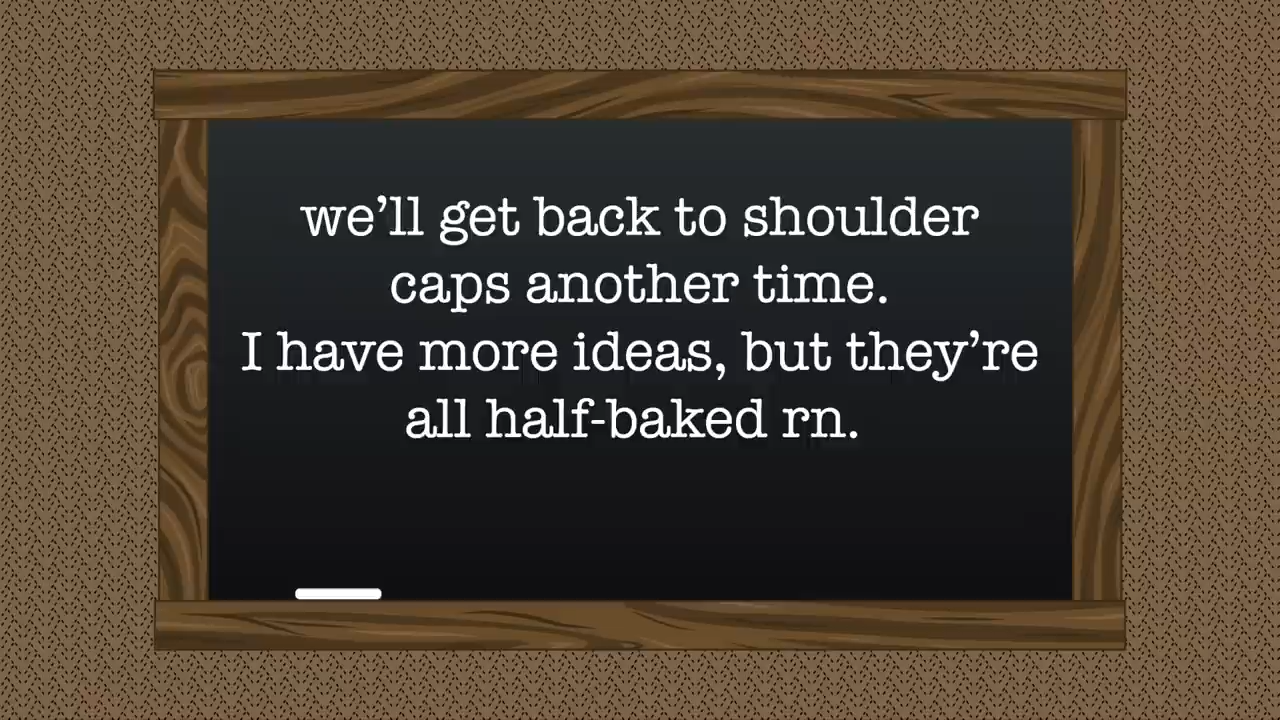 we’ll get back to shoulder
caps another time.
I have more ideas, but they’re
all half-baked rn.